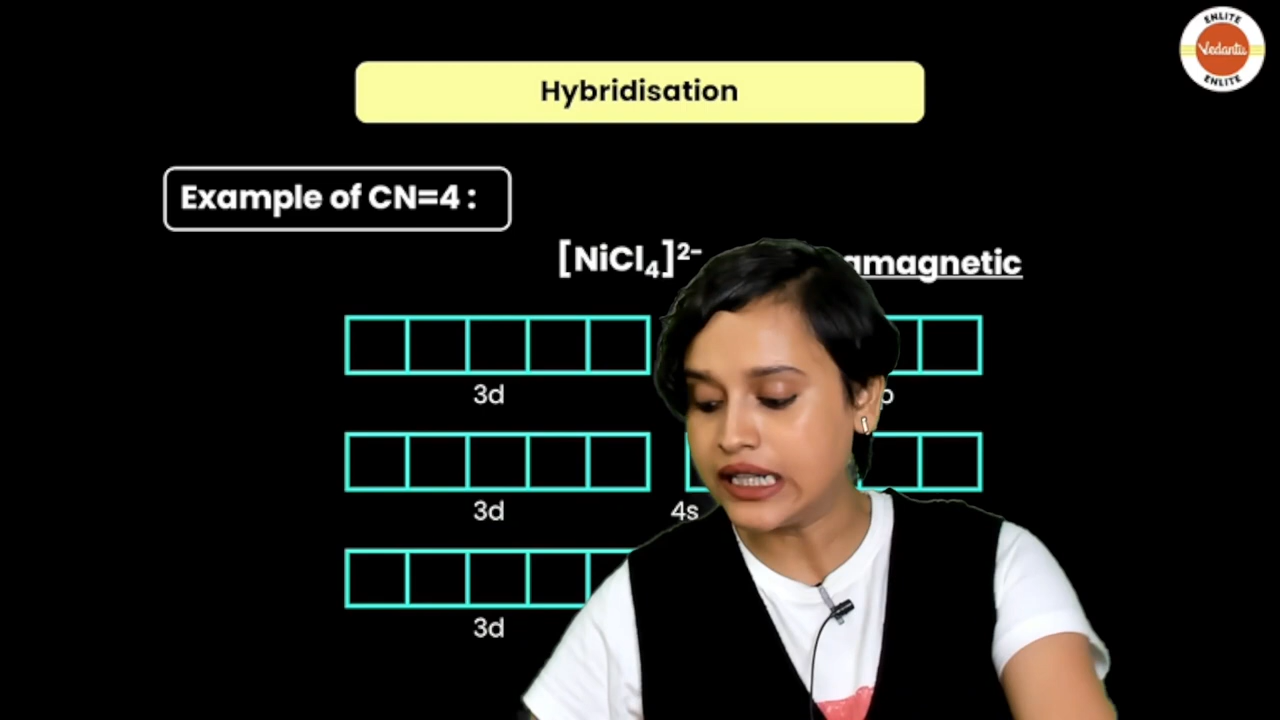 ENLITE
Vedantu
ENLITE
Hybridisation
Example of CN=4 :
[NiCl₄]²⁻ amagnetic
3d p
3d 4s
3d